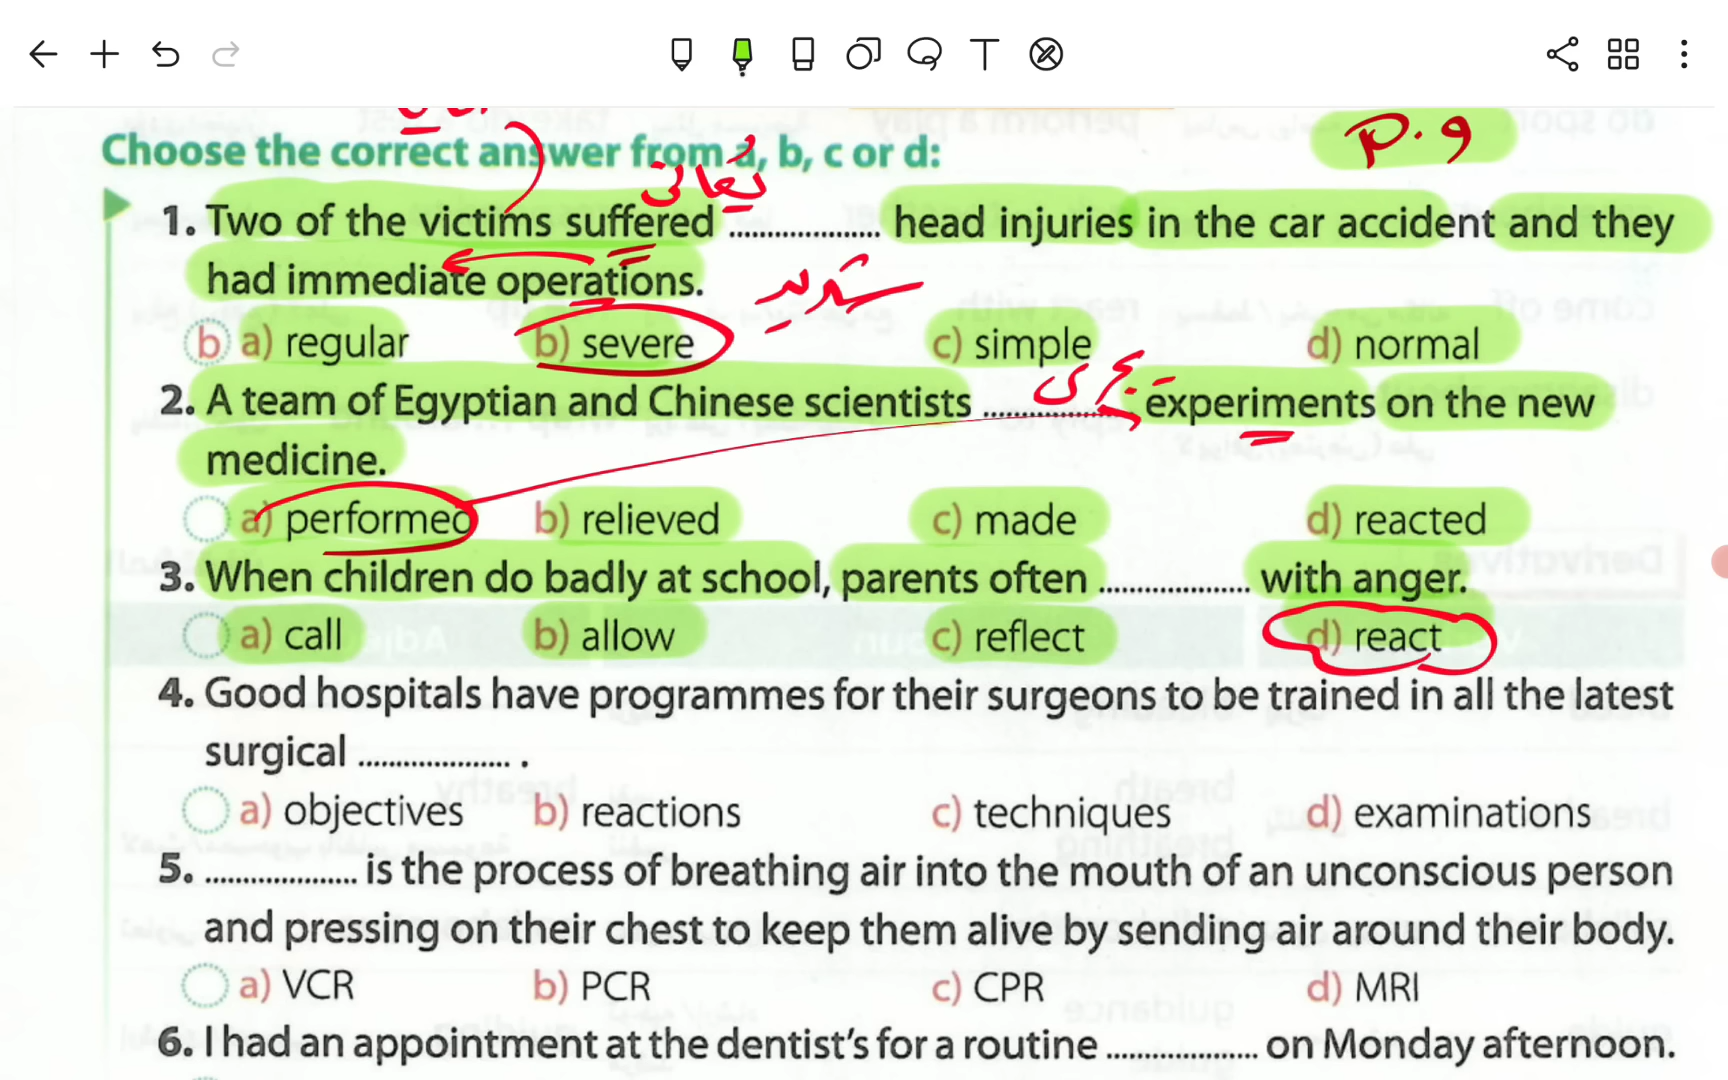 Choose the correct answer from a, b, c or d:
p. 9
يعانى
1. Two of the victims suffered .................... head injuries in the car accident and they
had immediate operations.
شديد
b a) regular b) severe c) simple d) normal
2. A team of Egyptian and Chinese scientists .................... experiments on the new
medicine.
a) performed b) relieved c) made d) reacted
3. When children do badly at school, parents often .................... with anger.
a) call b) allow c) reflect d) react
4. Good hospitals have programmes for their surgeons to be trained in all the latest
surgical .................... .
a) objectives b) reactions c) techniques d) examinations
5. .................... is the process of breathing air into the mouth of an unconscious person
and pressing on their chest to keep them alive by sending air around their body.
a) VCR b) PCR c) CPR d) MRI
6. I had an appointment at the dentist's for a routine .................... on Monday afternoon.